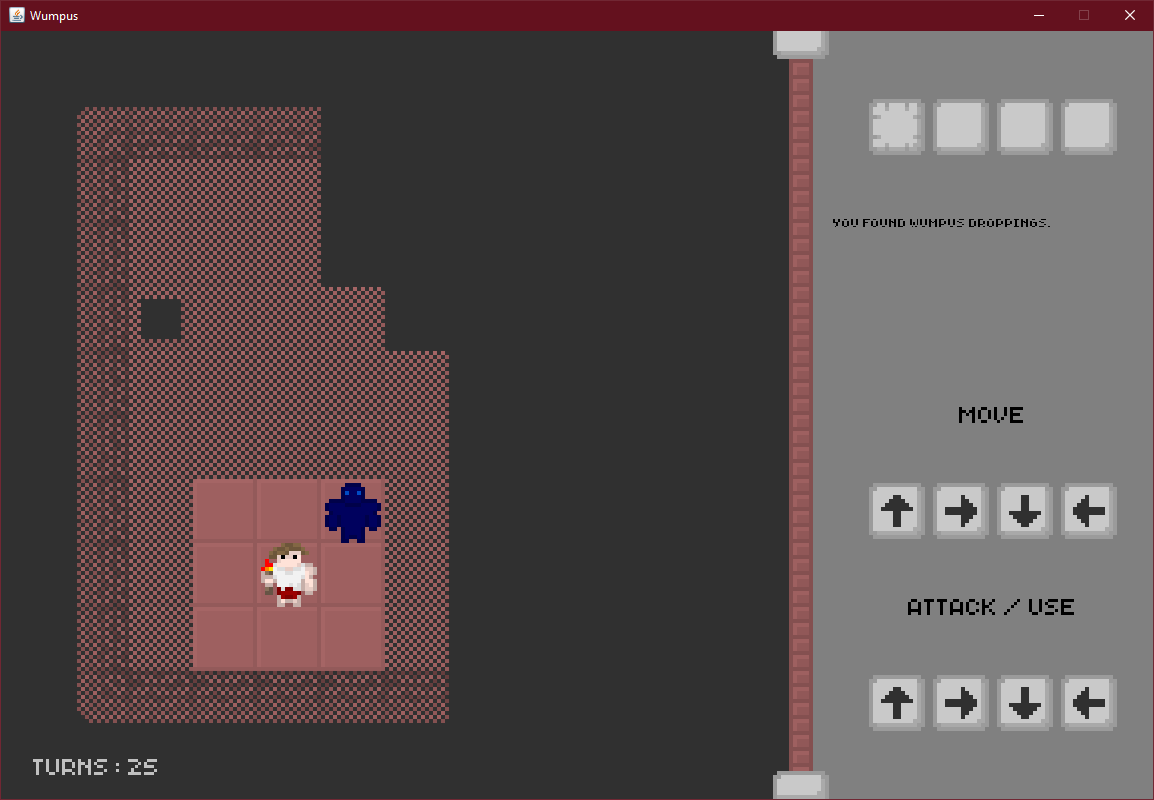 Wumpus
YOU FOUND WUMPUS DROPPINGS.
MOVE
ATTACK / USE
TURNS : 25